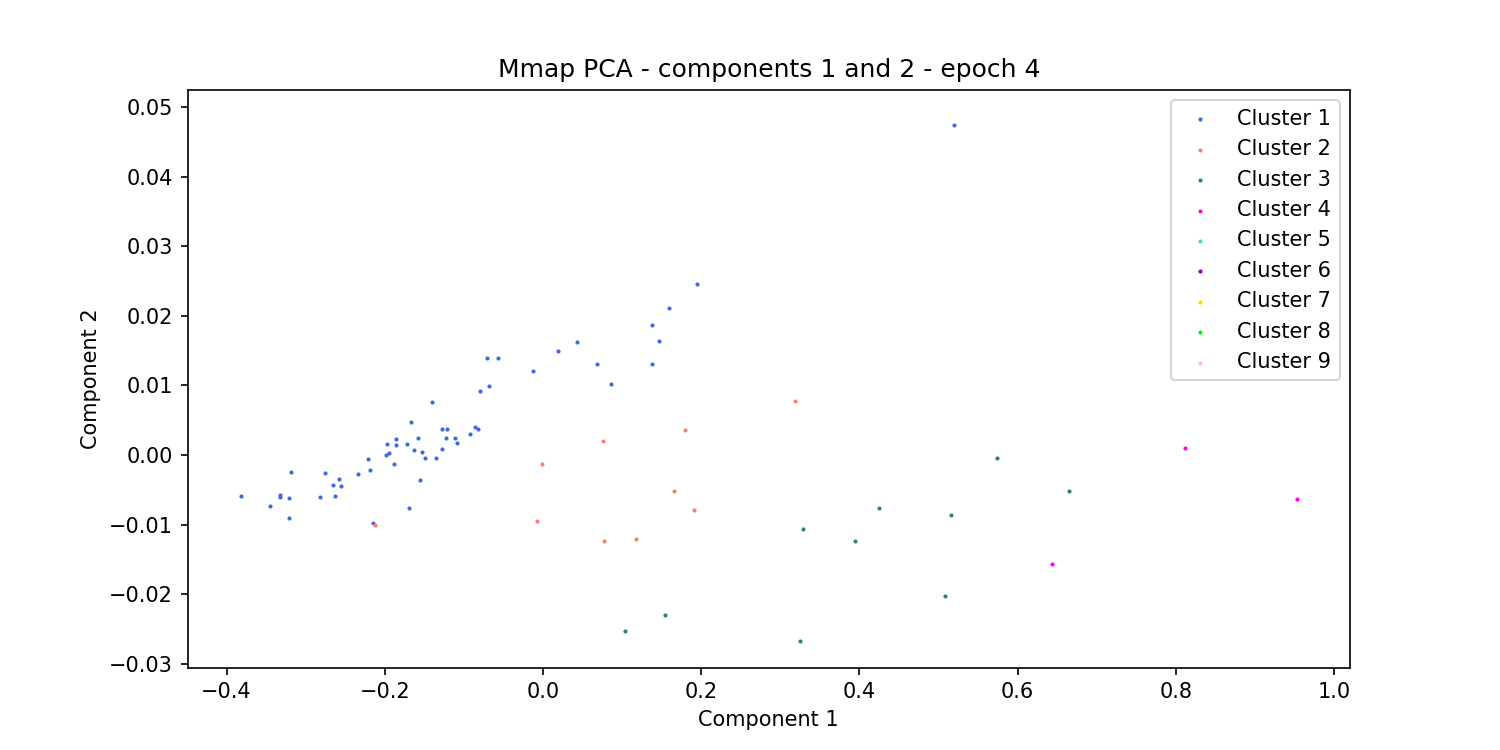 Mmap PCA - components 1 and 2 - epoch 4
0.05
0.04
0.03
0.02
0.01
0.00
−0.01
−0.02
−0.03
Component 2
Cluster 1
Cluster 2
Cluster 3
Cluster 4
Cluster 5
Cluster 6
Cluster 7
Cluster 8
Cluster 9
−0.4 −0.2 0.0 0.2 0.4 0.6 0.8 1.0
Component 1